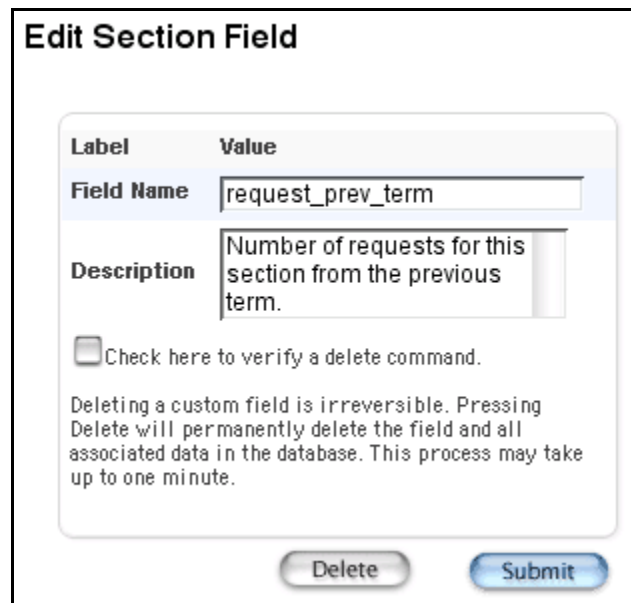 Edit Section Field
Label Value
Field Name request_prev_term
Description Number of requests for this
section from the previous
term.
Check here to verify a delete command.
Deleting a custom field is irreversible. Pressing
Delete will permanently delete the field and all
associated data in the database. This process may take
up to one minute.
Delete Submit